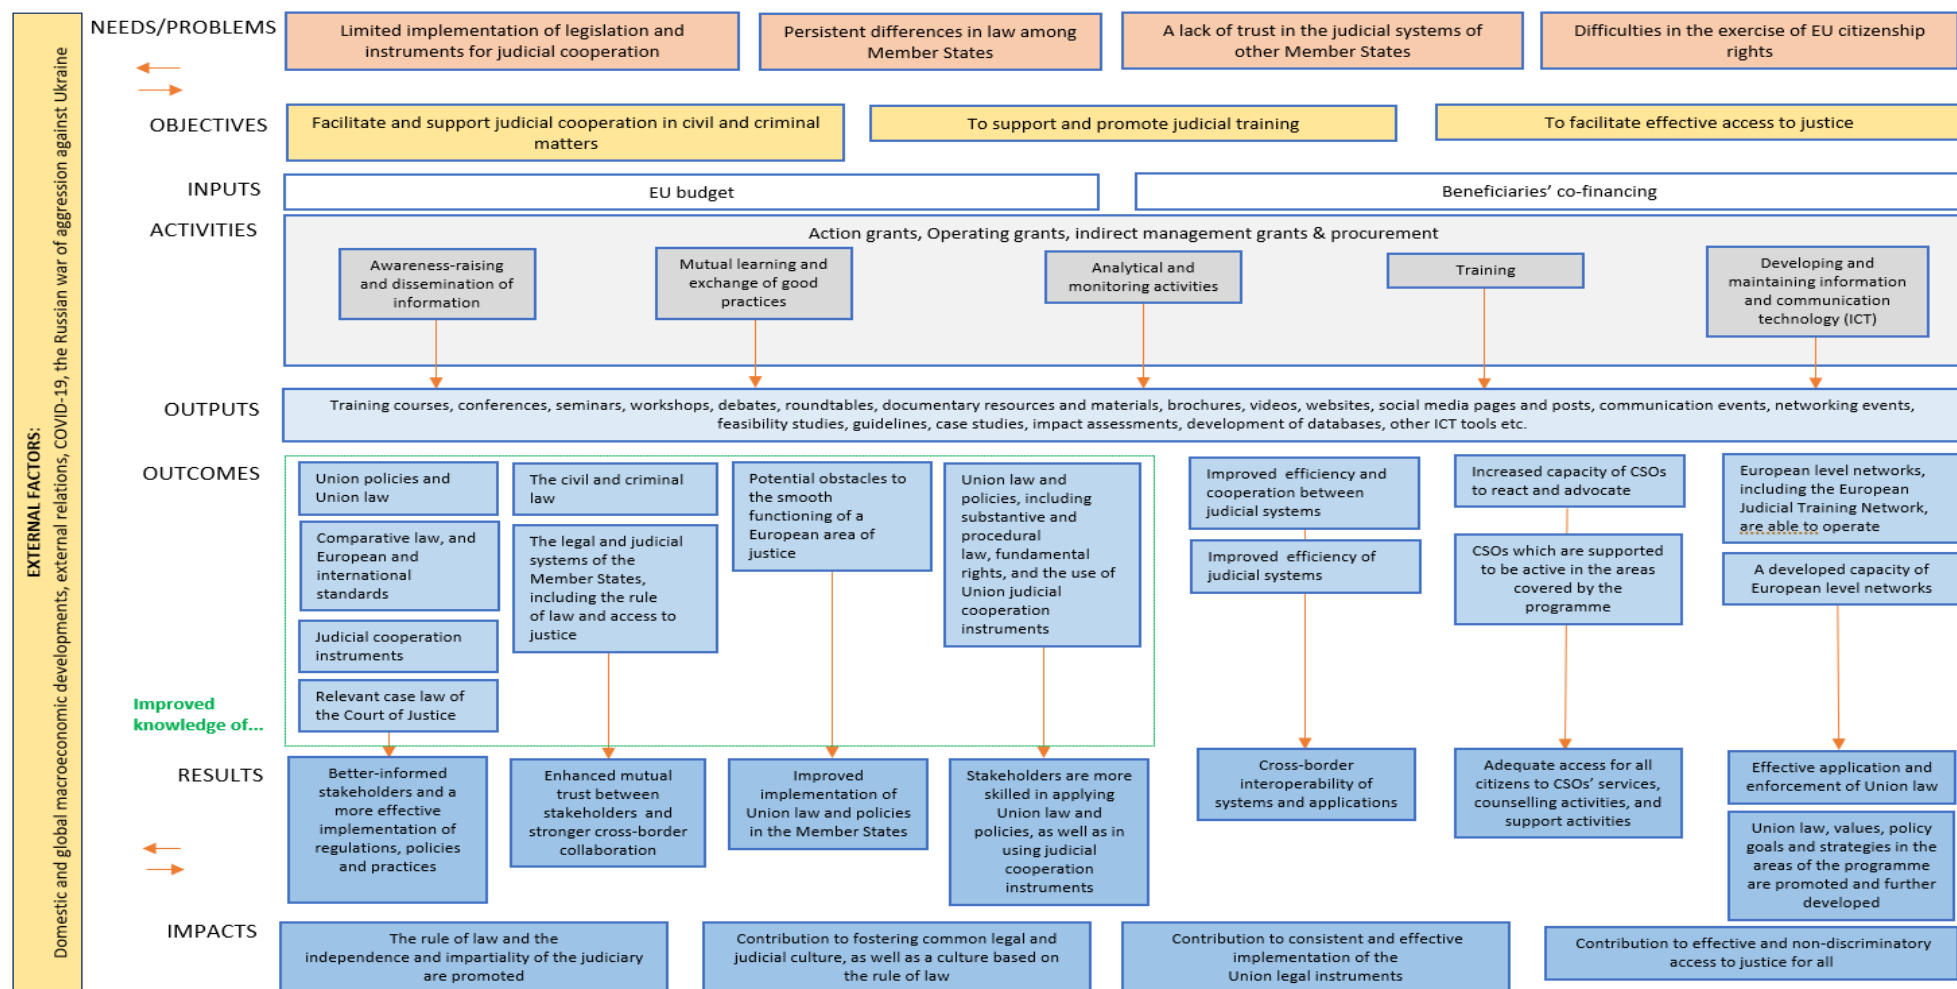 EXTERNAL FACTORS:
Domestic and global macroeconomic developments, external relations, COVID-19, the Russian war of aggression against Ukraine
NEEDS/PROBLEMS
Limited implementation of legislation and
instruments for judicial cooperation
Persistent differences in law among
Member States
A lack of trust in the judicial systems of
other Member States
Difficulties in the exercise of EU citizenship
rights
OBJECTIVES
Facilitate and support judicial cooperation in civil and criminal
matters
To support and promote judicial training
To facilitate effective access to justice
INPUTS
EU budget
Beneficiaries' co-financing
ACTIVITIES
Action grants, Operating grants, indirect management grants & procurement
Awareness-raising
and dissemination of
information
Mutual learning and
exchange of good
practices
Analytical and
monitoring activities
Training
Developing and
maintaining information
and communication
technology (ICT)
OUTPUTS
Training courses, conferences, seminars, workshops, debates, roundtables, documentary resources and materials, brochures, videos, websites, social media pages and posts, communication events, networking events,
feasibility studies, guidelines, case studies, impact assessments, development of databases, other ICT tools etc.
OUTCOMES
Improved
knowledge of...
Union policies and
Union law
Comparative law, and
European and
international
standards
Judicial cooperation
instruments
Relevant case law of
the Court of Justice
The civil and criminal
law
The legal and judicial
systems of the
Member States,
including the rule
of law and access to
justice
Potential obstacles to
the smooth
functioning of a
European area of
justice
Union law and
policies, including
substantive and
procedural
law, fundamental
rights, and the use of
Union judicial
cooperation
instruments
Improved efficiency and
cooperation between
judicial systems
Improved efficiency of
judicial systems
Increased capacity of CSOs
to react and advocate
CSOs which are supported
to be active in the areas
covered by the
programme
European level networks,
including the European
Judicial Training Network,
are able to operate
A developed capacity of
European level networks
RESULTS
Better-informed
stakeholders and a
more effective
implementation of
regulations, policies
and practices
Enhanced mutual
trust between
stakeholders and
stronger cross-border
collaboration
Improved
implementation of
Union law and policies
in the Member States
Stakeholders are more
skilled in applying
Union law and
policies, as well as in
using judicial
cooperation
instruments
Cross-border
interoperability of
systems and applications
Adequate access for all
citizens to CSOs' services,
counselling activities, and
support activities
Effective application and
enforcement of Union law
Union law, values, policy
goals and strategies in the
areas of the programme
are promoted and further
developed
IMPACTS
The rule of law and the
independence and impartiality of the judiciary
are promoted
Contribution to fostering common legal and
judicial culture, as well as a culture based on
the rule of law
Contribution to consistent and effective
implementation of the
Union legal instruments
Contribution to effective and non-discriminatory
access to justice for all